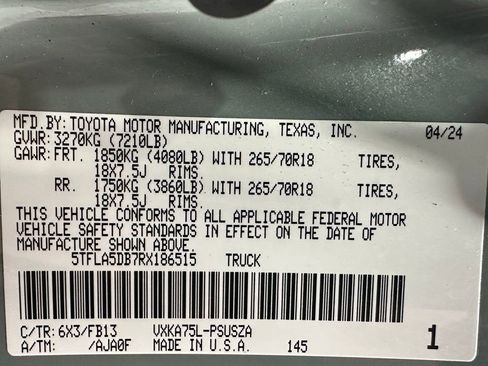 MFD.BY:TOYOTA MOTOR MANUFACTURING, TEXAS, INC. 04/24
GVWR:3270KG (7210LB)
GAWR:FRT. 1850KG (4080LB) WITH 265/70R18 TIRES,
18X7.5J RIMS.
RR. 1750KG (3860LB) WITH 265/70R18 TIRES,
18X7.5J RIMS.
THIS VEHICLE CONFORMS TO ALL APPLICABLE FEDERAL MOTOR
VEHICLE SAFETY STANDARDS IN EFFECT ON THE DATE OF
MANUFACTURE SHOWN ABOVE.
5TFLA5DB7RX186515 TRUCK
C/TR:6X3/FB13 VXKA75L-PSUSZA 1
A/TM: /AJA0F MADE IN U.S.A. 145